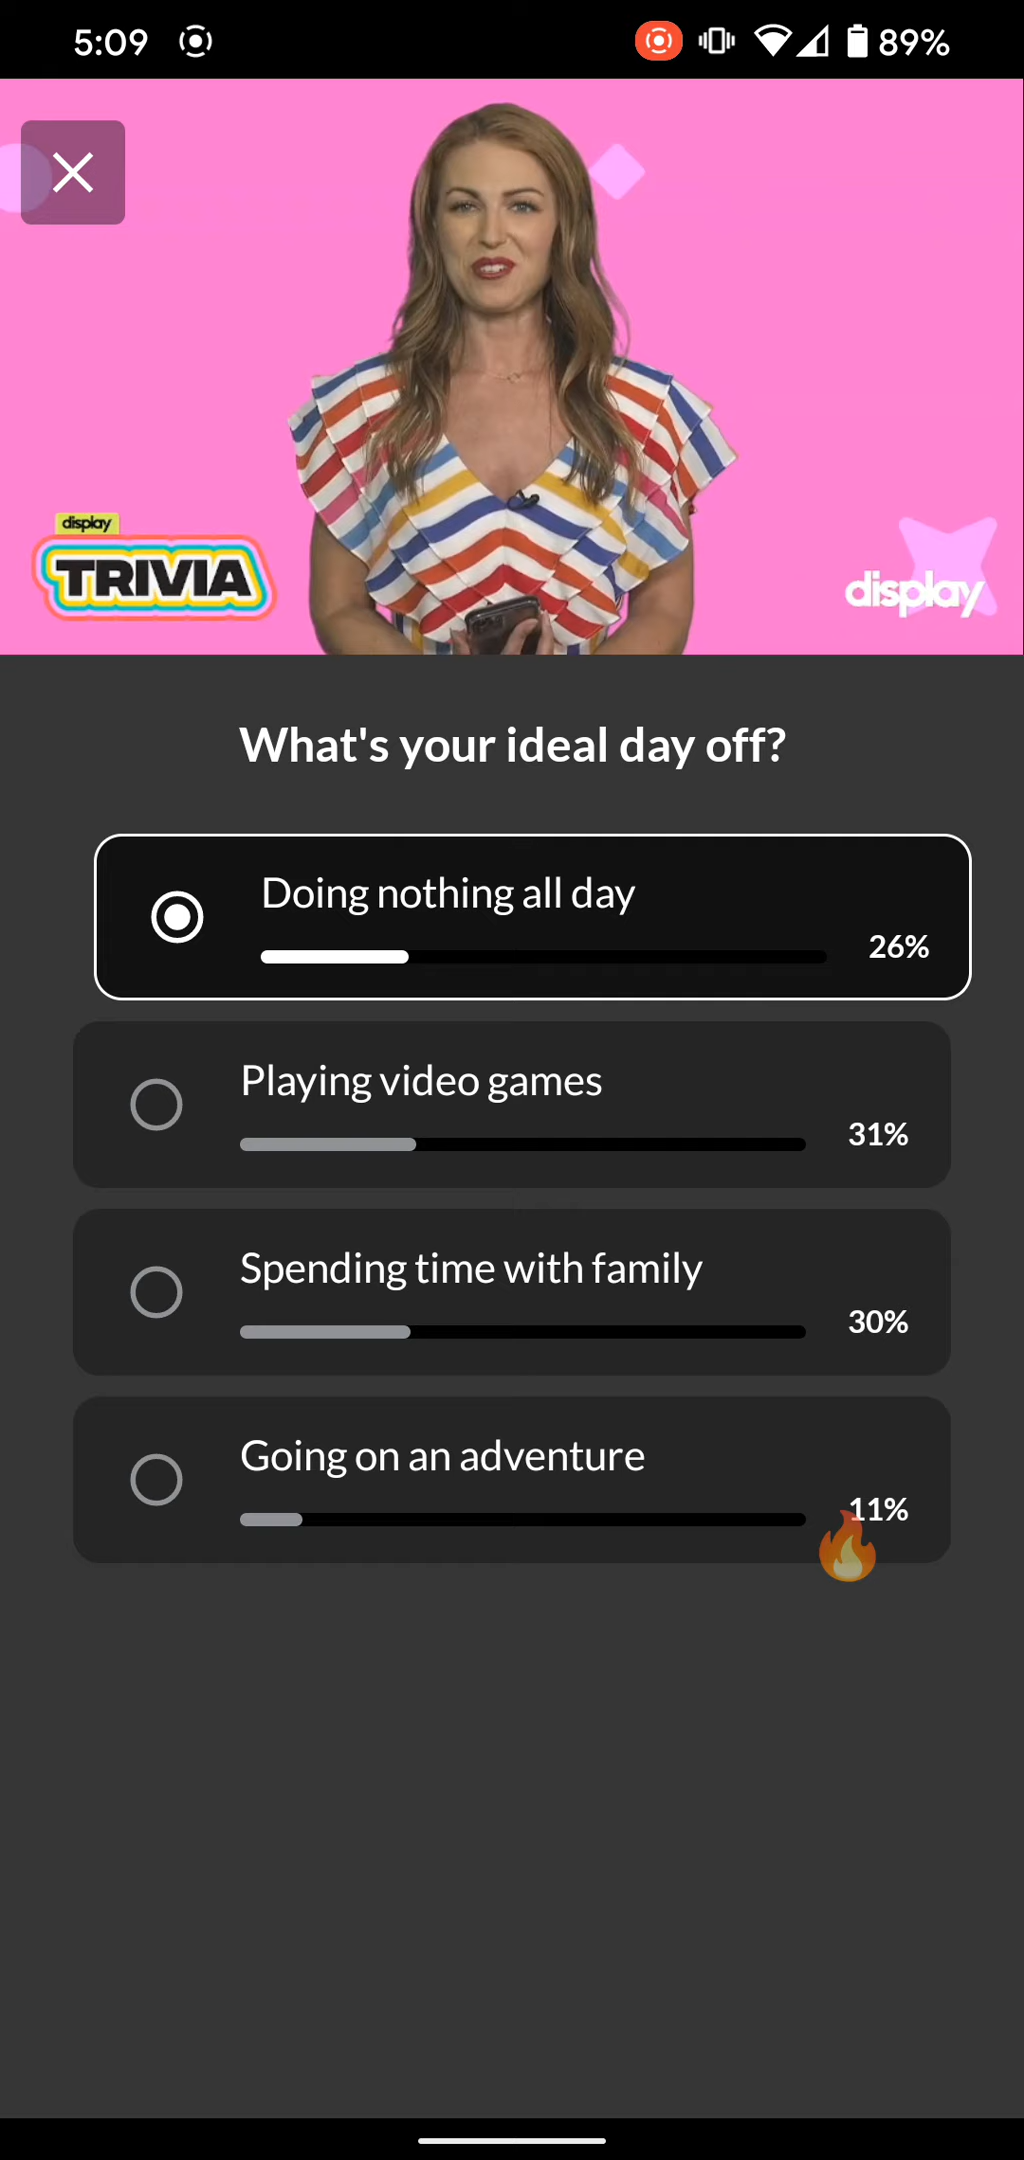 5:09
89%
display
TRIVIA
display
What's your ideal day off?
Doing nothing all day
26%
Playing video games
31%
Spending time with family
30%
Going on an adventure
11%